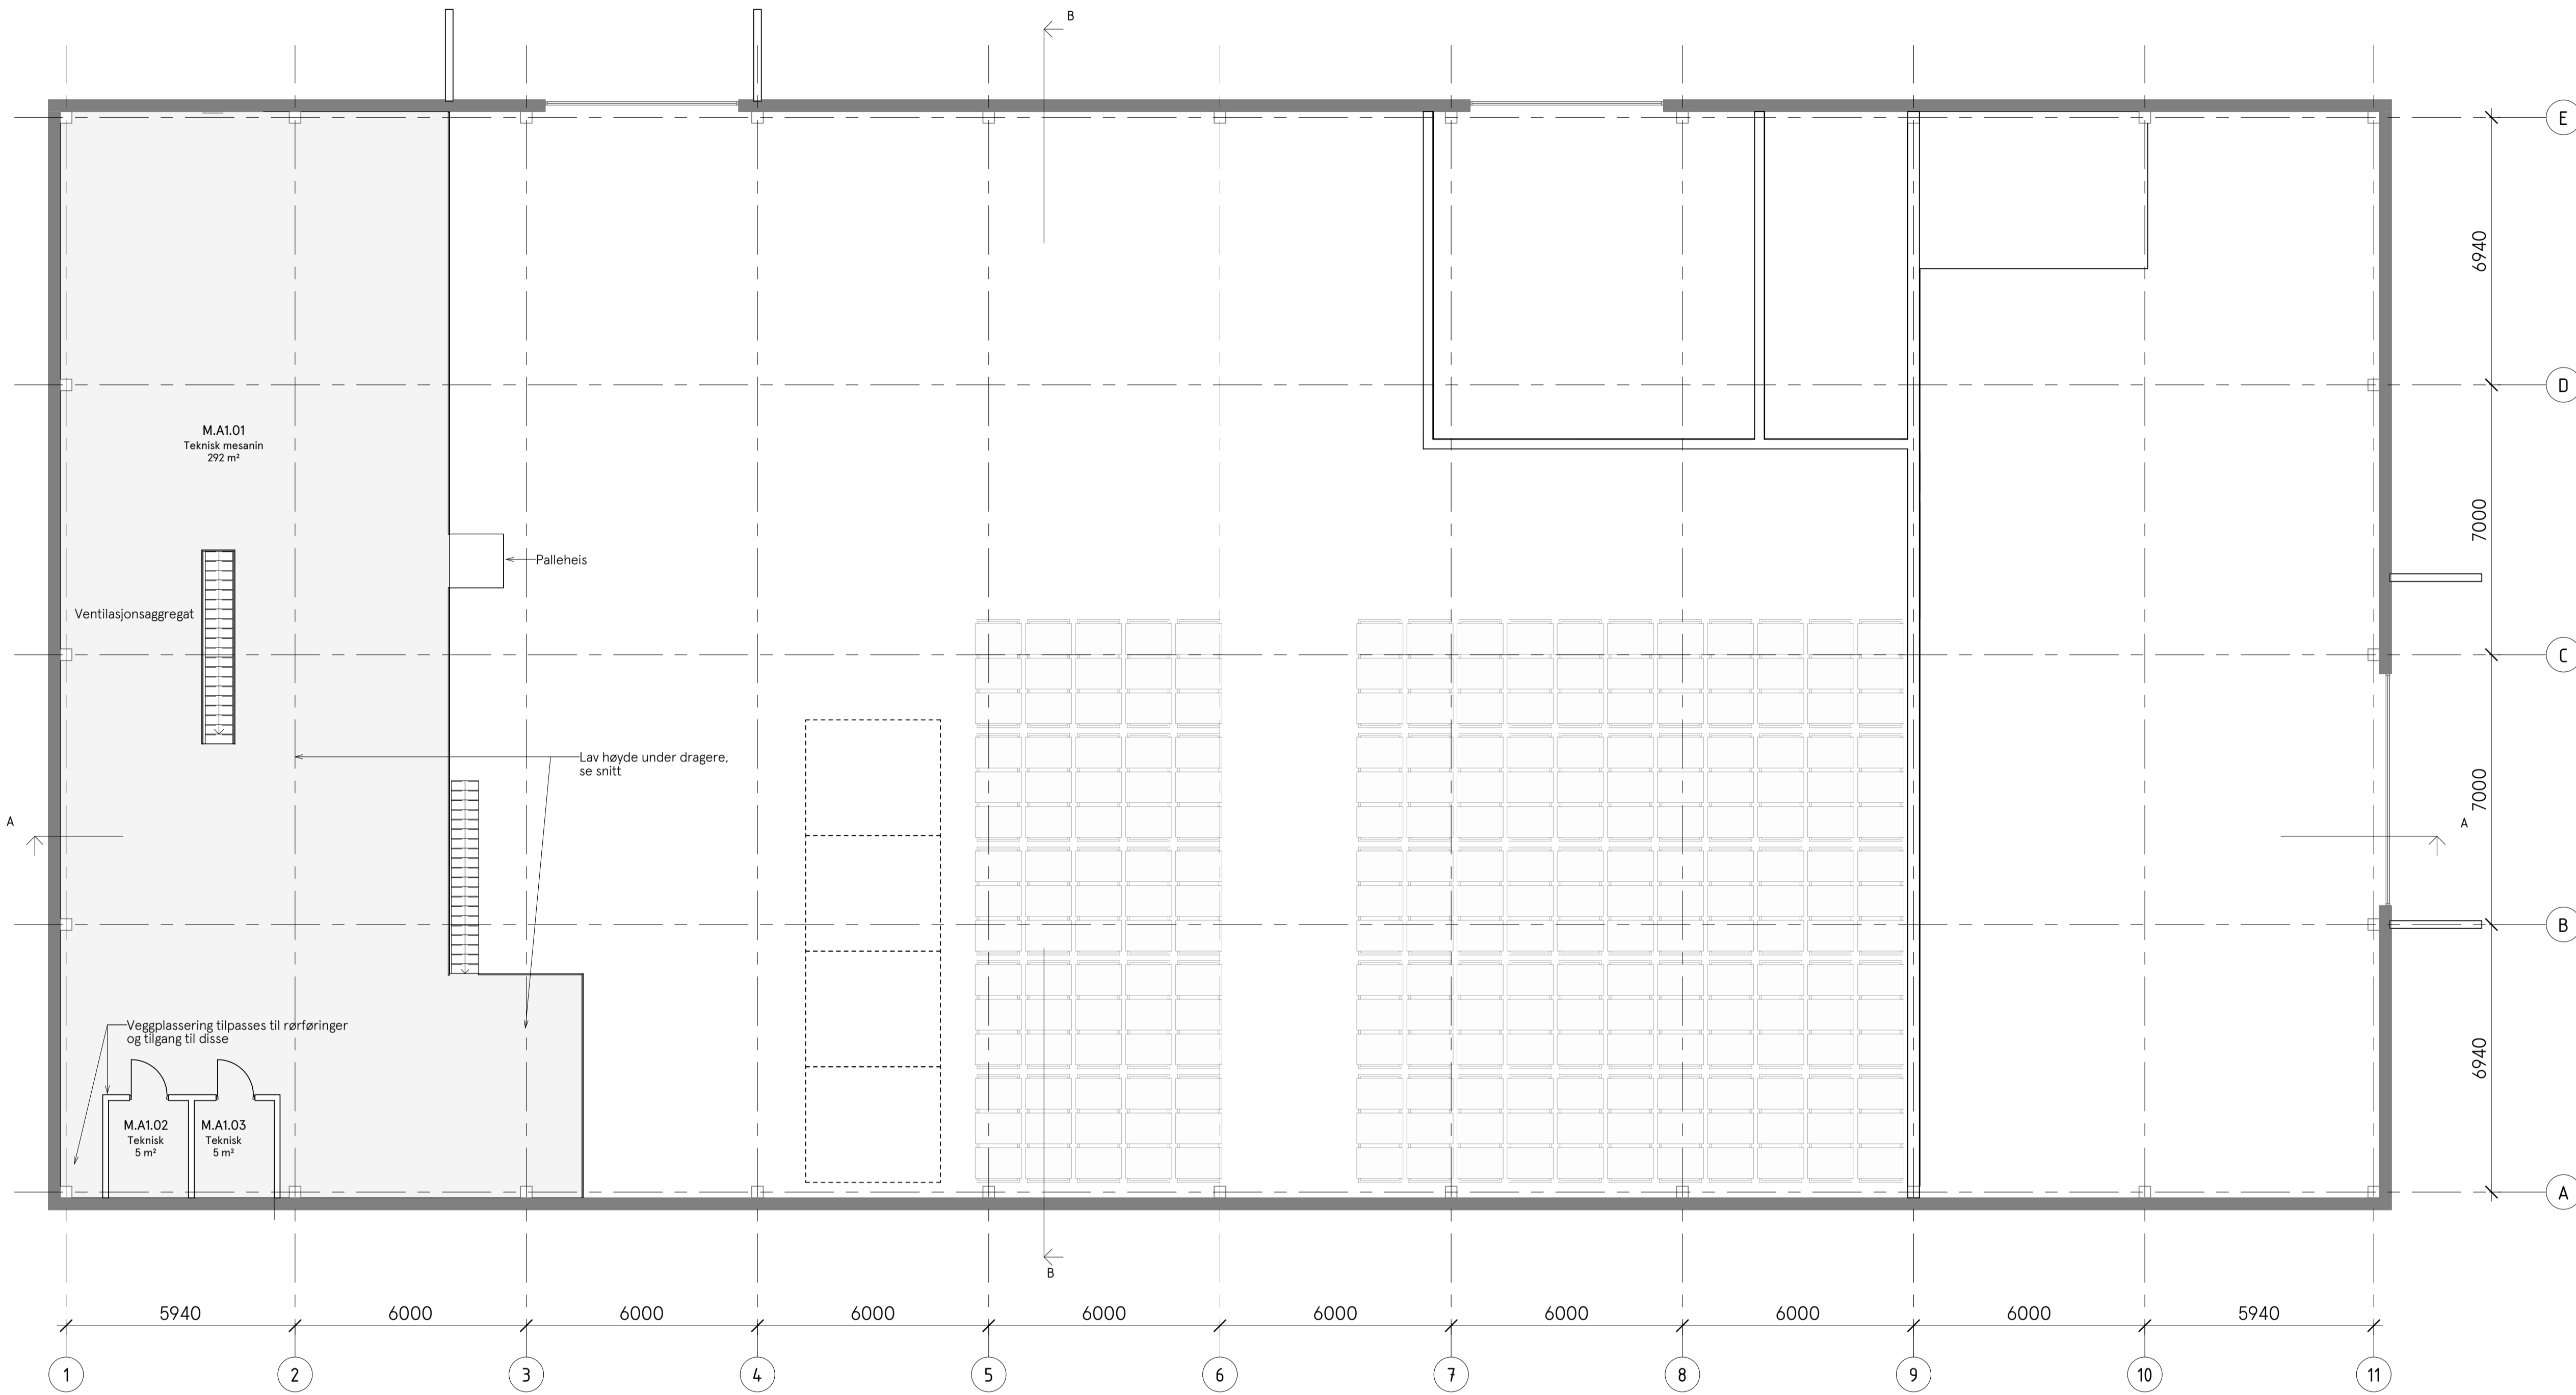 B
E
6940
D
M.A1.01
Teknisk mesanin
292 m²
7000
Palleheis
Ventilasjonsaggregat
C
Lav høyde under dragere,
se snitt
7000
A
A
B
Veggplassering tilpasses til rørføringer
og tilgang til disse
6940
M.A1.02
Teknisk
5 m²
M.A1.03
Teknisk
5 m²
A
B
5940
6000
6000
6000
6000
6000
6000
6000
6000
5940
1
2
3
4
5
6
7
8
9
10
11